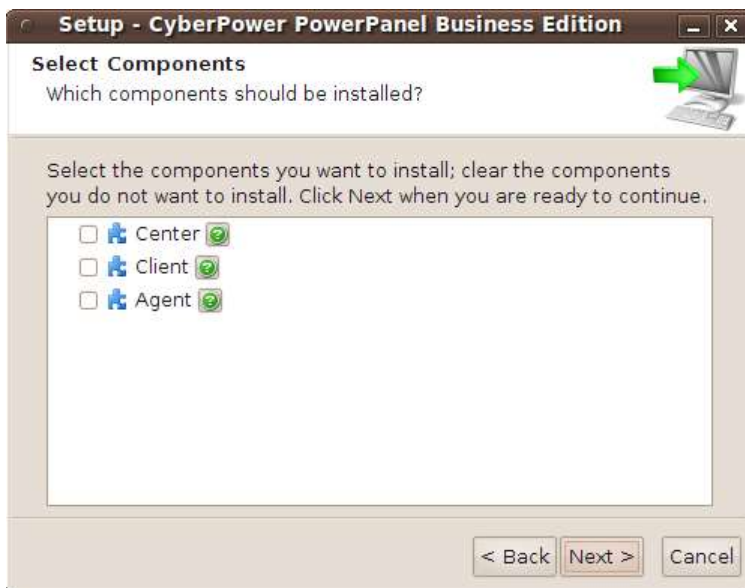 Setup - CyberPower PowerPanel Business Edition
Select Components
Which components should be installed?
Select the components you want to install; clear the components
you do not want to install. Click Next when you are ready to continue.
Center
Client
Agent
< Back Next > Cancel